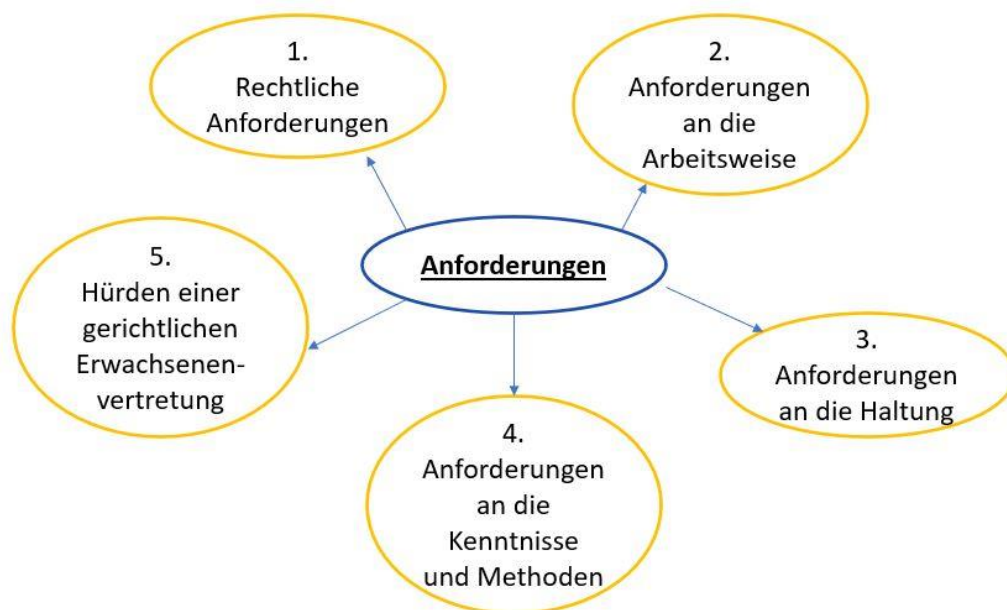 1.
Rechtliche
Anforderungen
2.
Anforderungen
an die
Arbeitsweise
Anforderungen
3.
Anforderungen
an die Haltung
4.
Anforderungen
an die
Kenntnisse
und Methoden
5.
Hürden einer
gerichtlichen
Erwachsenen-
vertretung